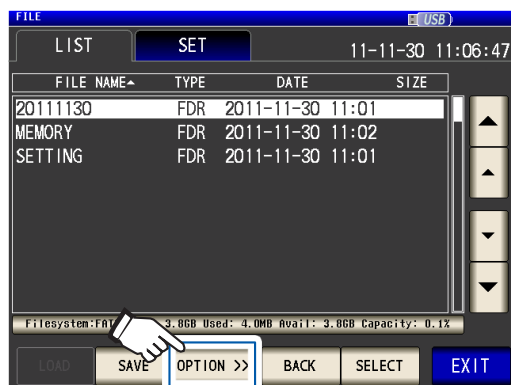 FILE USB
LIST SET 11-11-30 11:06:47
FILE NAME▲ TYPE DATE SIZE
20111130 FDR 2011-11-30 11:01
MEMORY FDR 2011-11-30 11:02
SETTING FDR 2011-11-30 11:01
Filesystem:FAT 3.8GB Used: 4.0MB Avail: 3.8GB Capacity: 0.1%
LOAD SAVE OPTION >> BACK SELECT EXIT